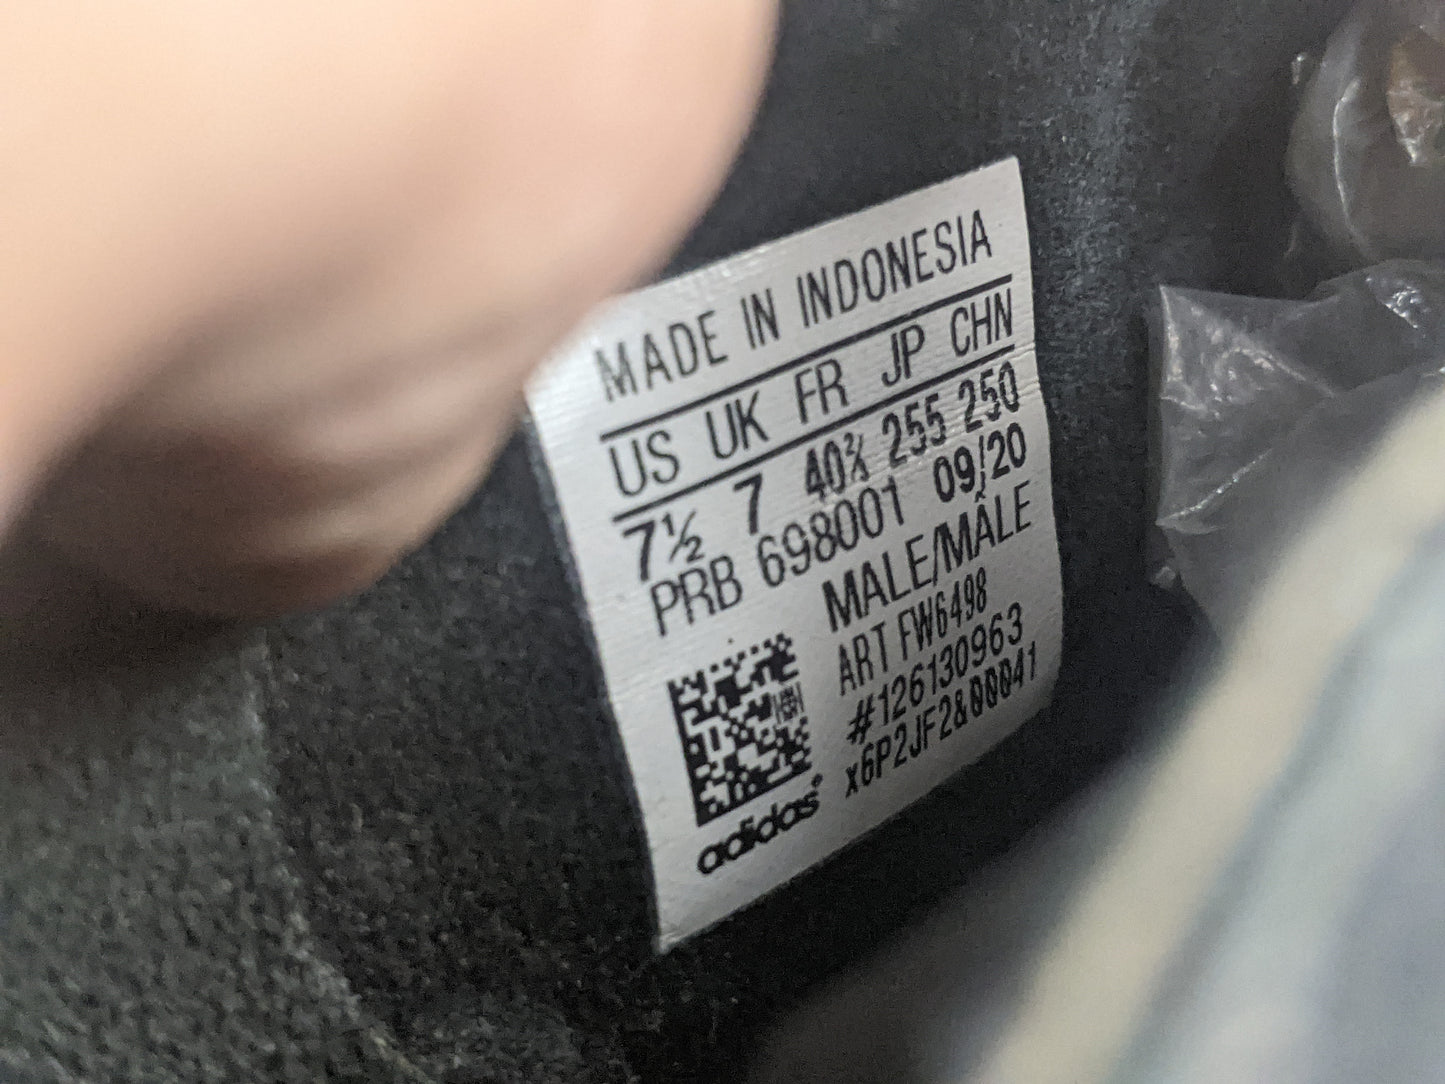 MADE IN INDONESIA
US UK FR JP CHN
7½ 7 40⅔ 255 250
PRB 698001 09/20
MALE/MÂLE
ART FW6498
#126130963
x6P2JF2&00041
adidas